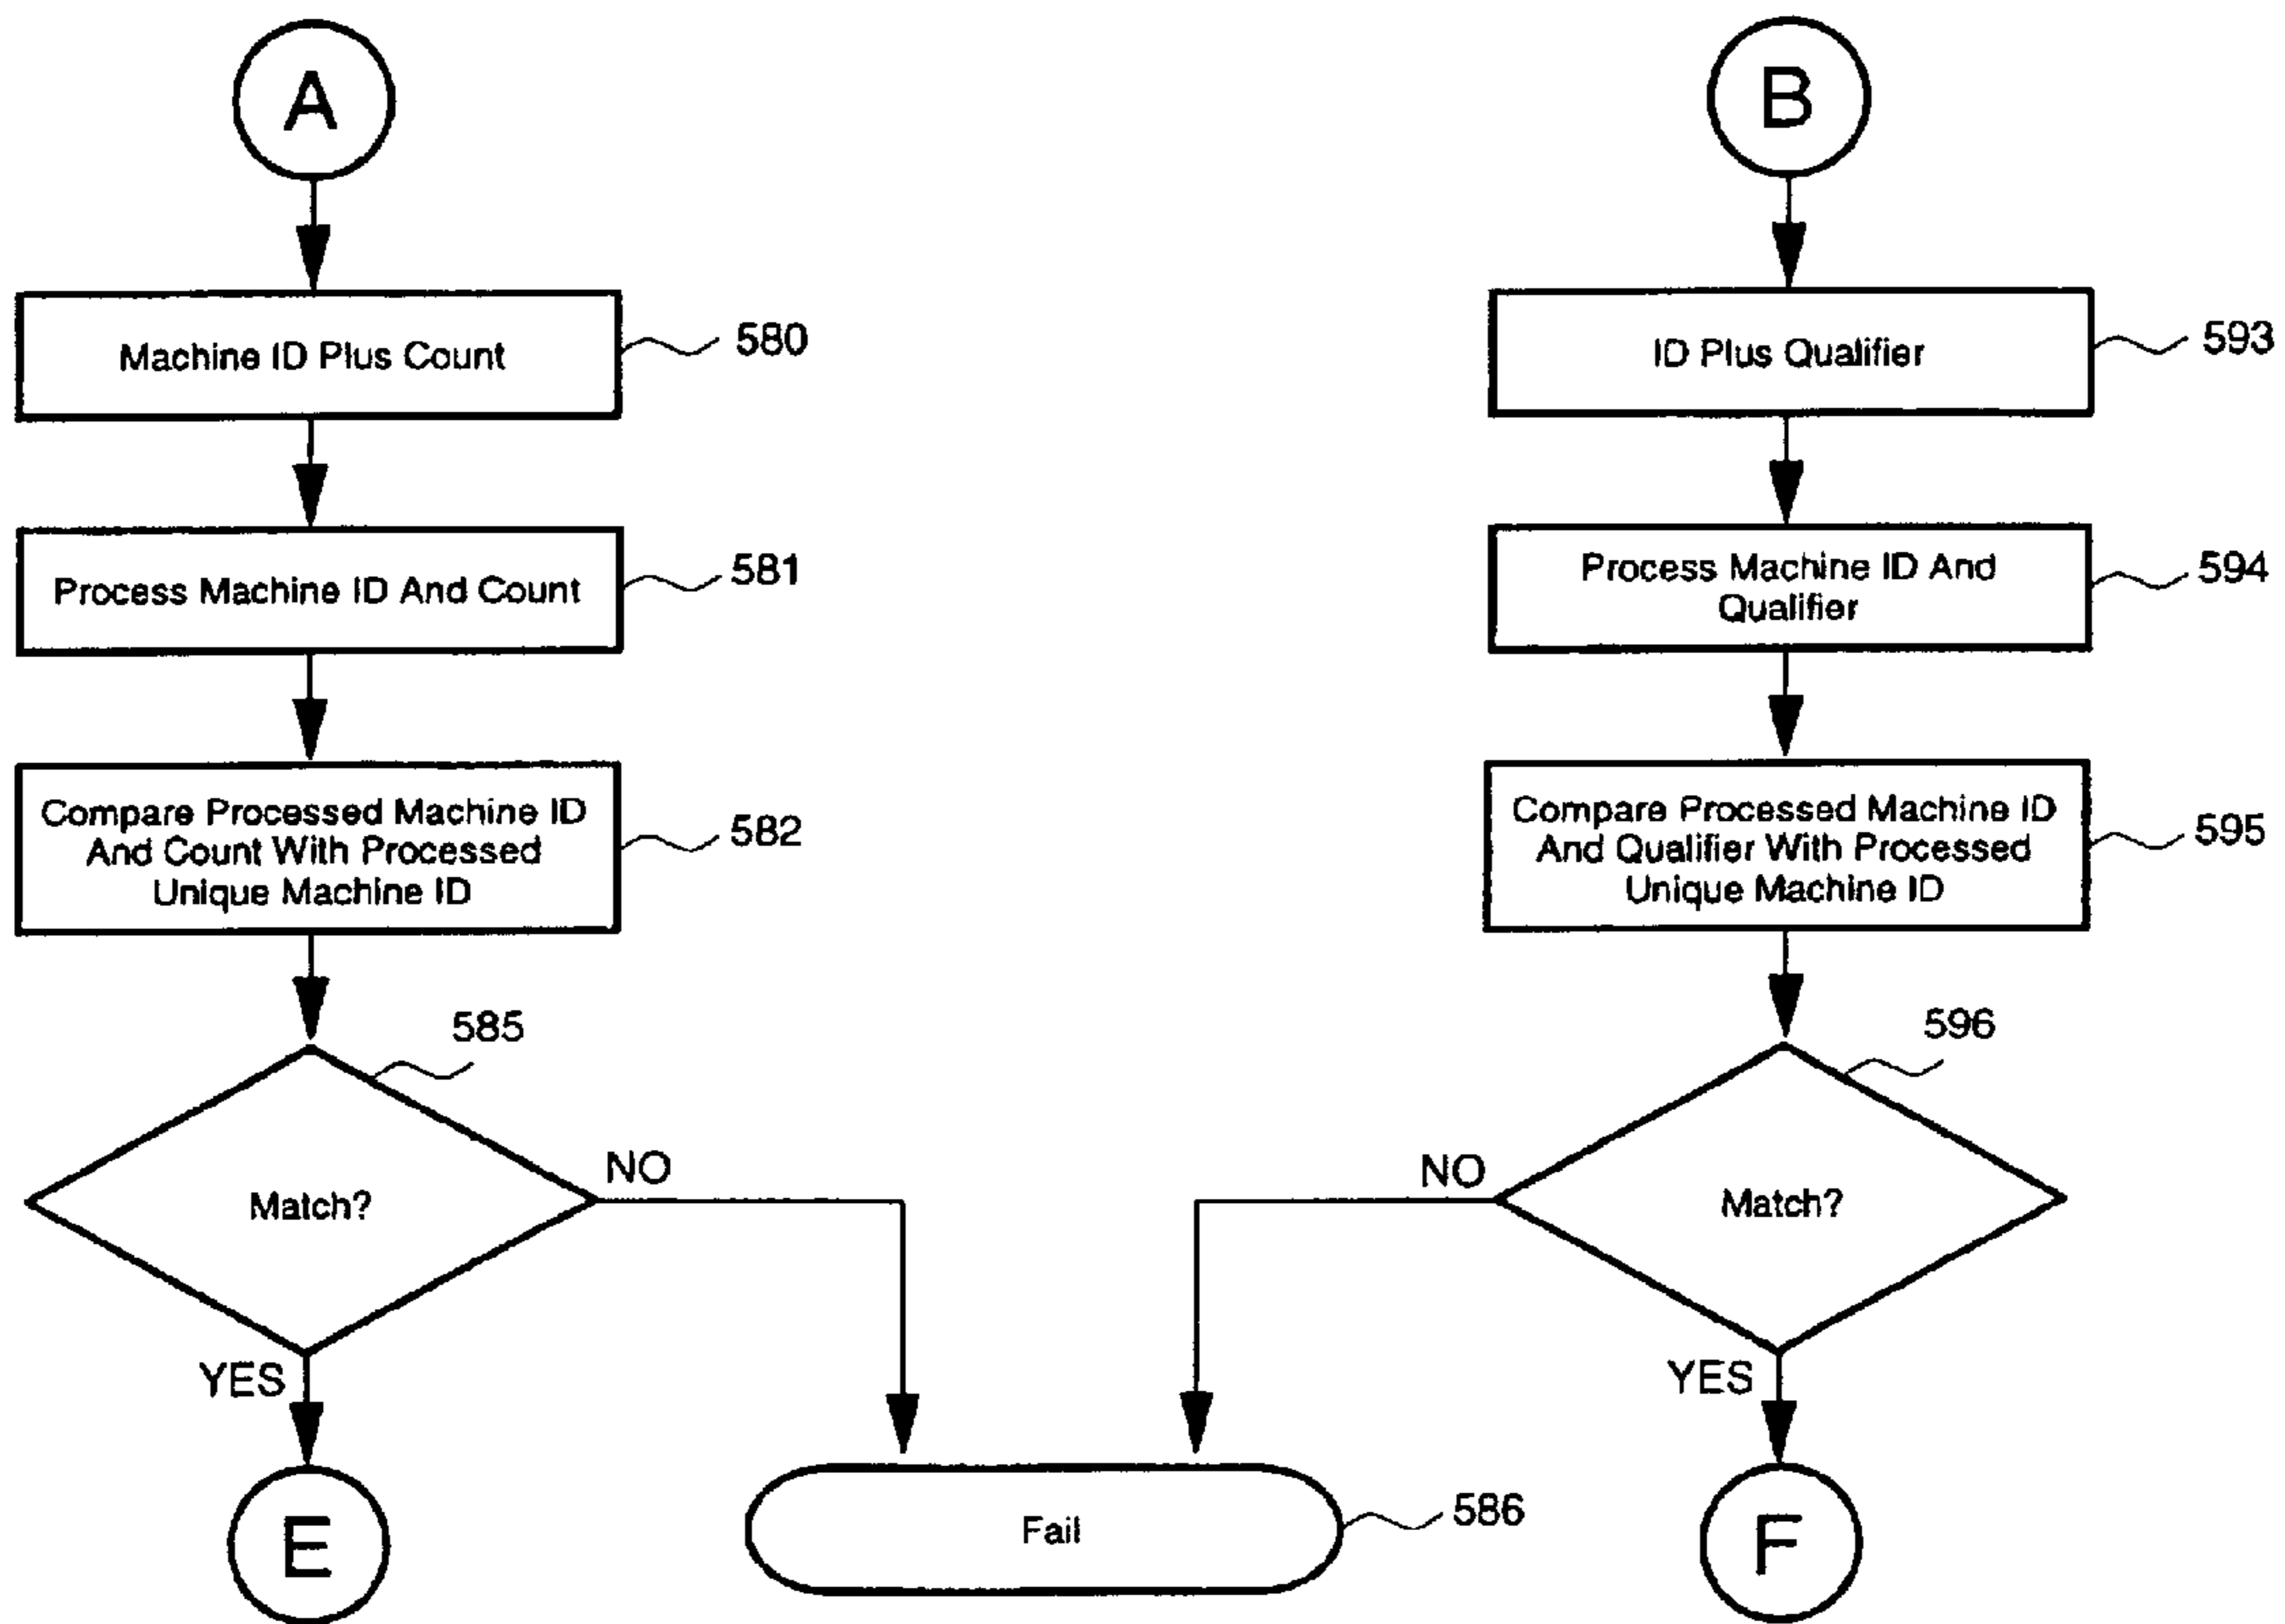 A
B
Machine ID Plus Count
580
ID Plus Qualifier
593
Process Machine ID And Count
581
Process Machine ID And
Qualifier
594
Compare Processed Machine ID
And Count With Processed
Unique Machine ID
582
Compare Processed Machine ID
And Qualifier With Processed
Unique Machine ID
595
585
596
Match?
NO
NO
Match?
YES
YES
E
Fail
586
F